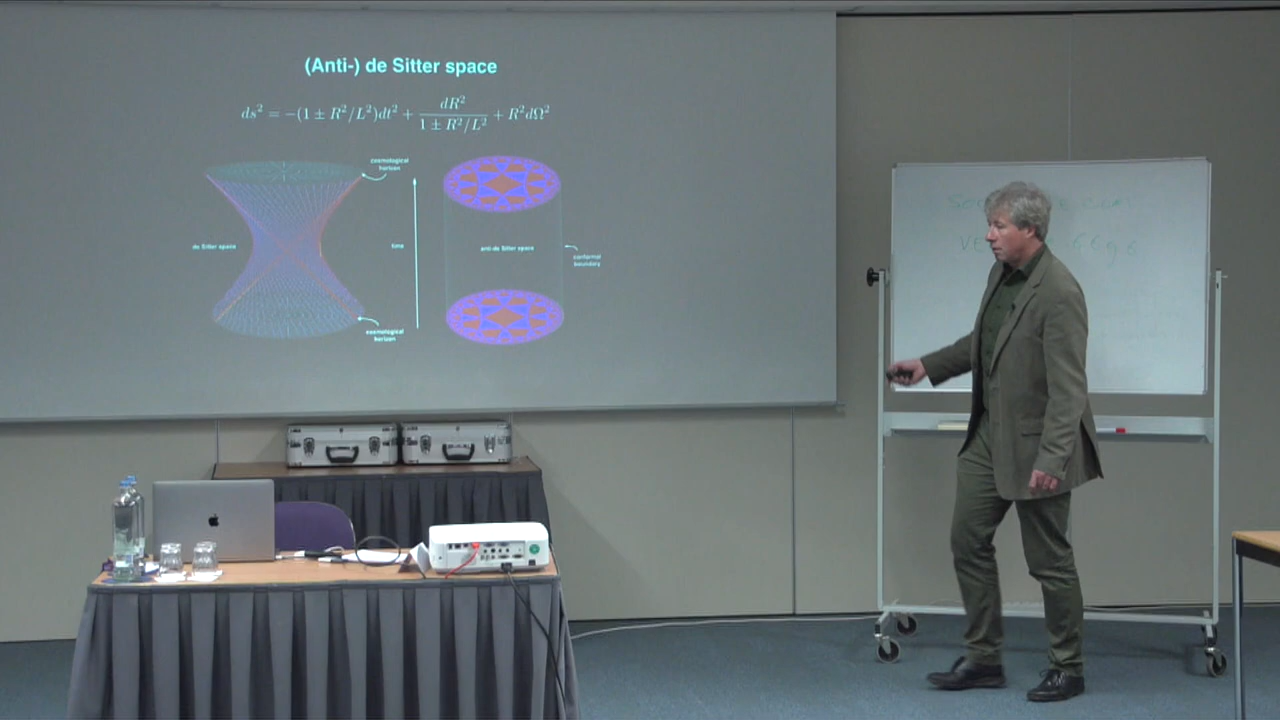 (Anti-) de Sitter space
ds² = −(1 ± R²/L²)dt² + dR²/(1 ± R²/L²) + R²dΩ²
cosmological
horizon
de Sitter space
time
anti-de Sitter space
conformal
boundary
cosmological
horizon